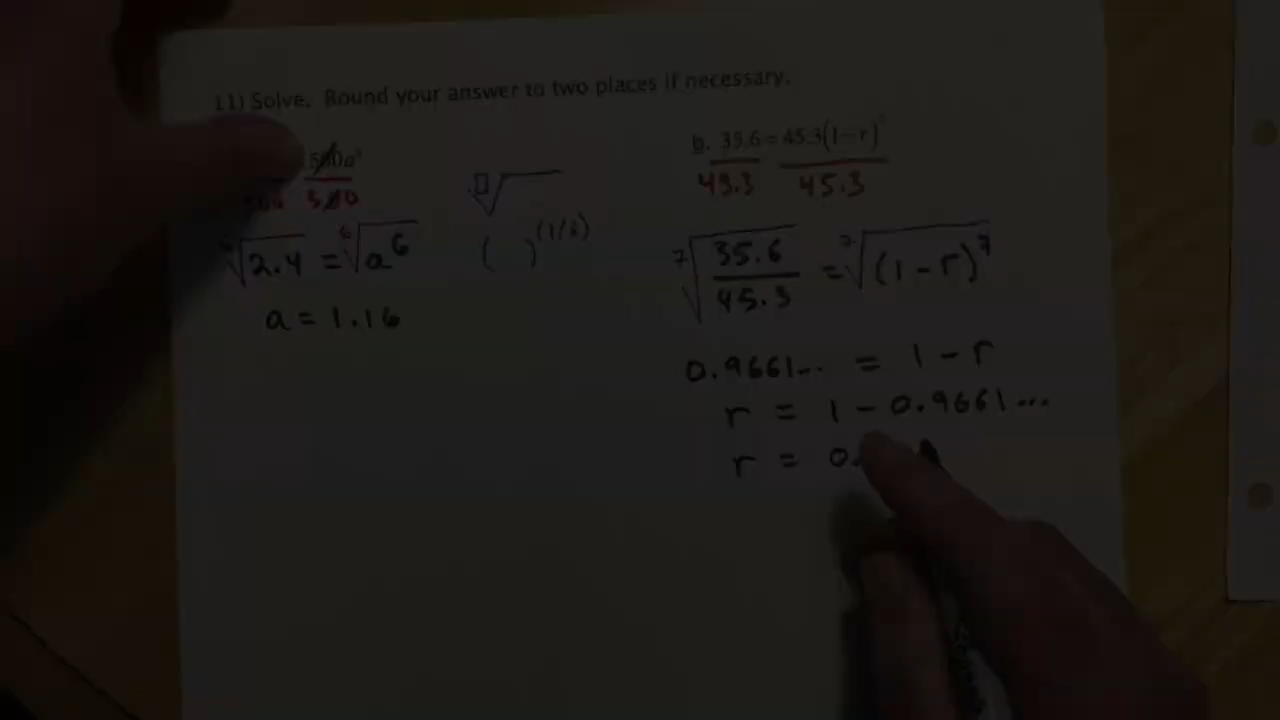 11) Solve. Round your answer to two places if necessary.
500a⁶
500
⁶√2.4 = ⁶√a⁶
a = 1.16
√
( )^(1/6)
b. 35.6 = 45.3(1−r)⁷
45.3 45.3
⁷√35.6/45.3 = ⁷√(1 − r)⁷
0.9661... = 1 − r
r = 1 − 0.9661...
r = 0.